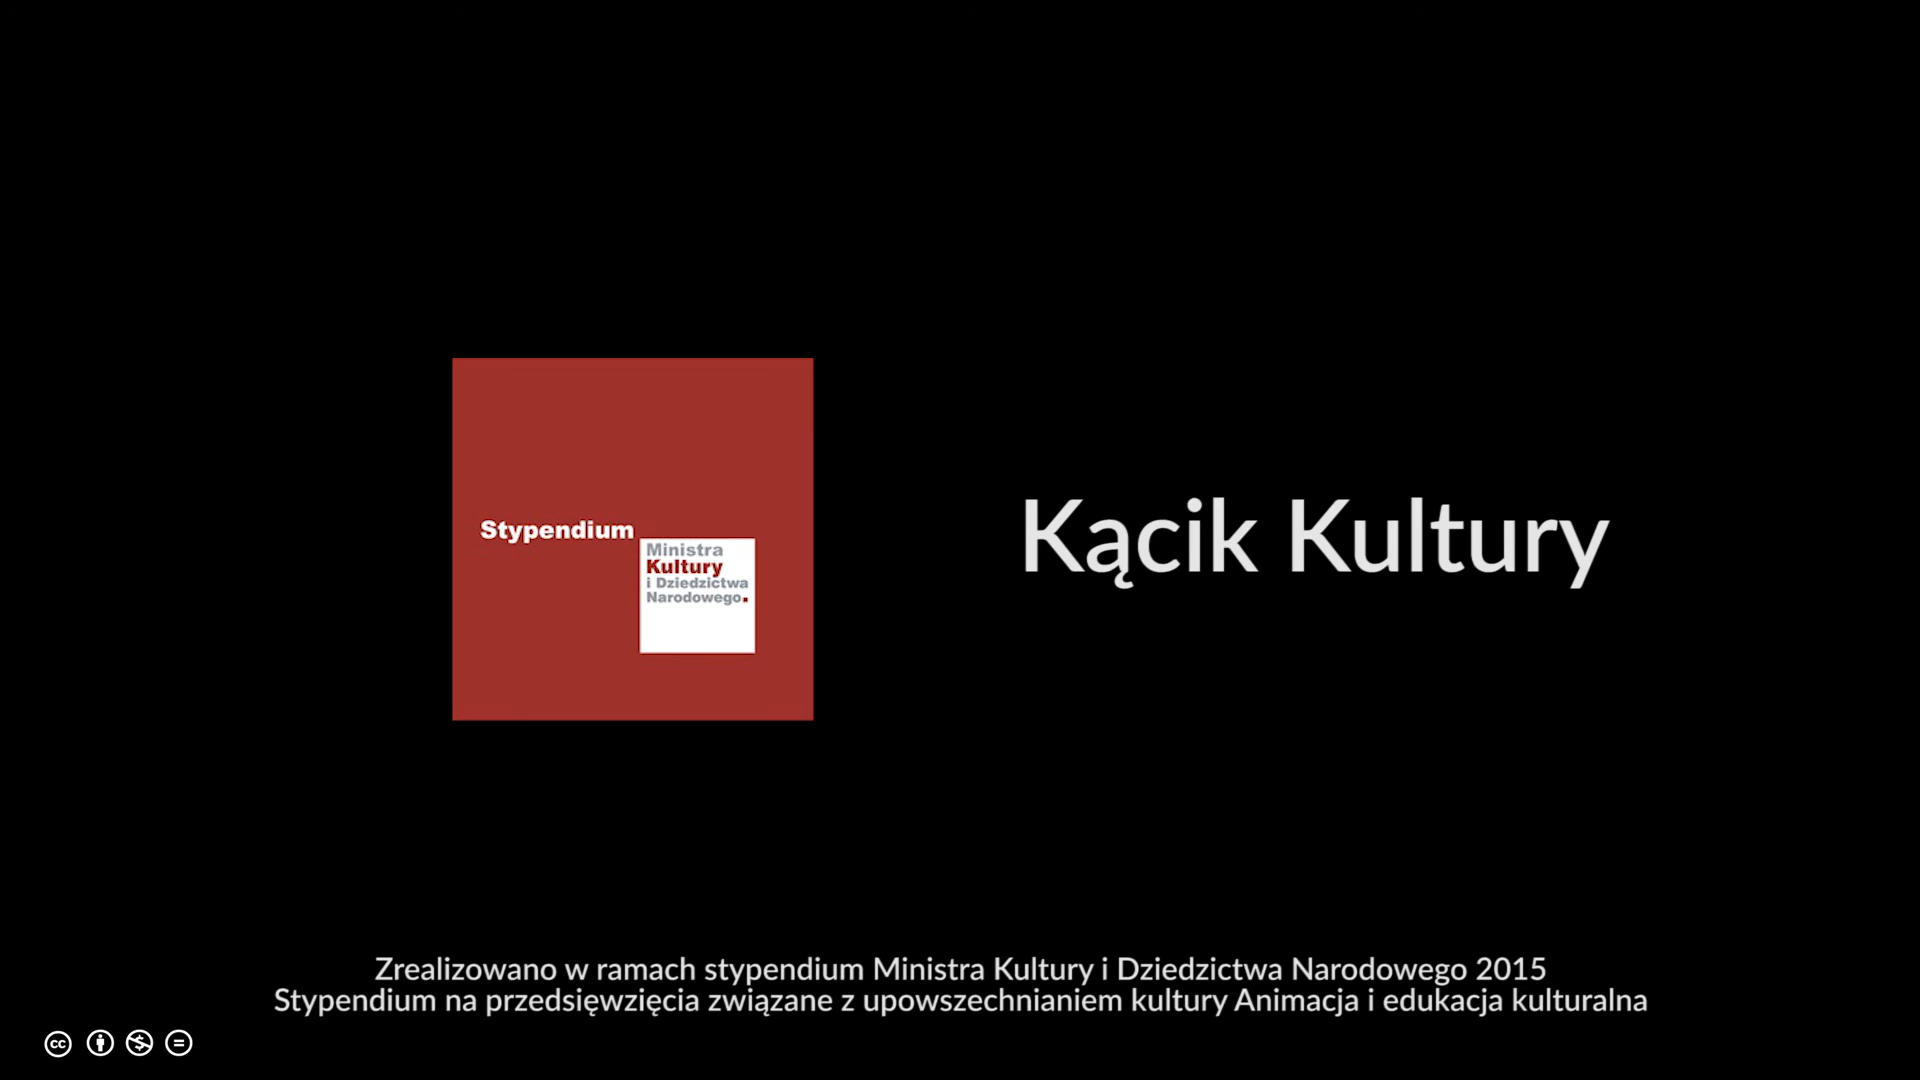 Stypendium
Ministra
Kultury
i Dziedzictwa
Narodowego.
Kącik Kultury
Zrealizowano w ramach stypendium Ministra Kultury i Dziedzictwa Narodowego 2015
Stypendium na przedsięwzięcia związane z upowszechnianiem kultury Animacja i edukacja kulturalna
cc